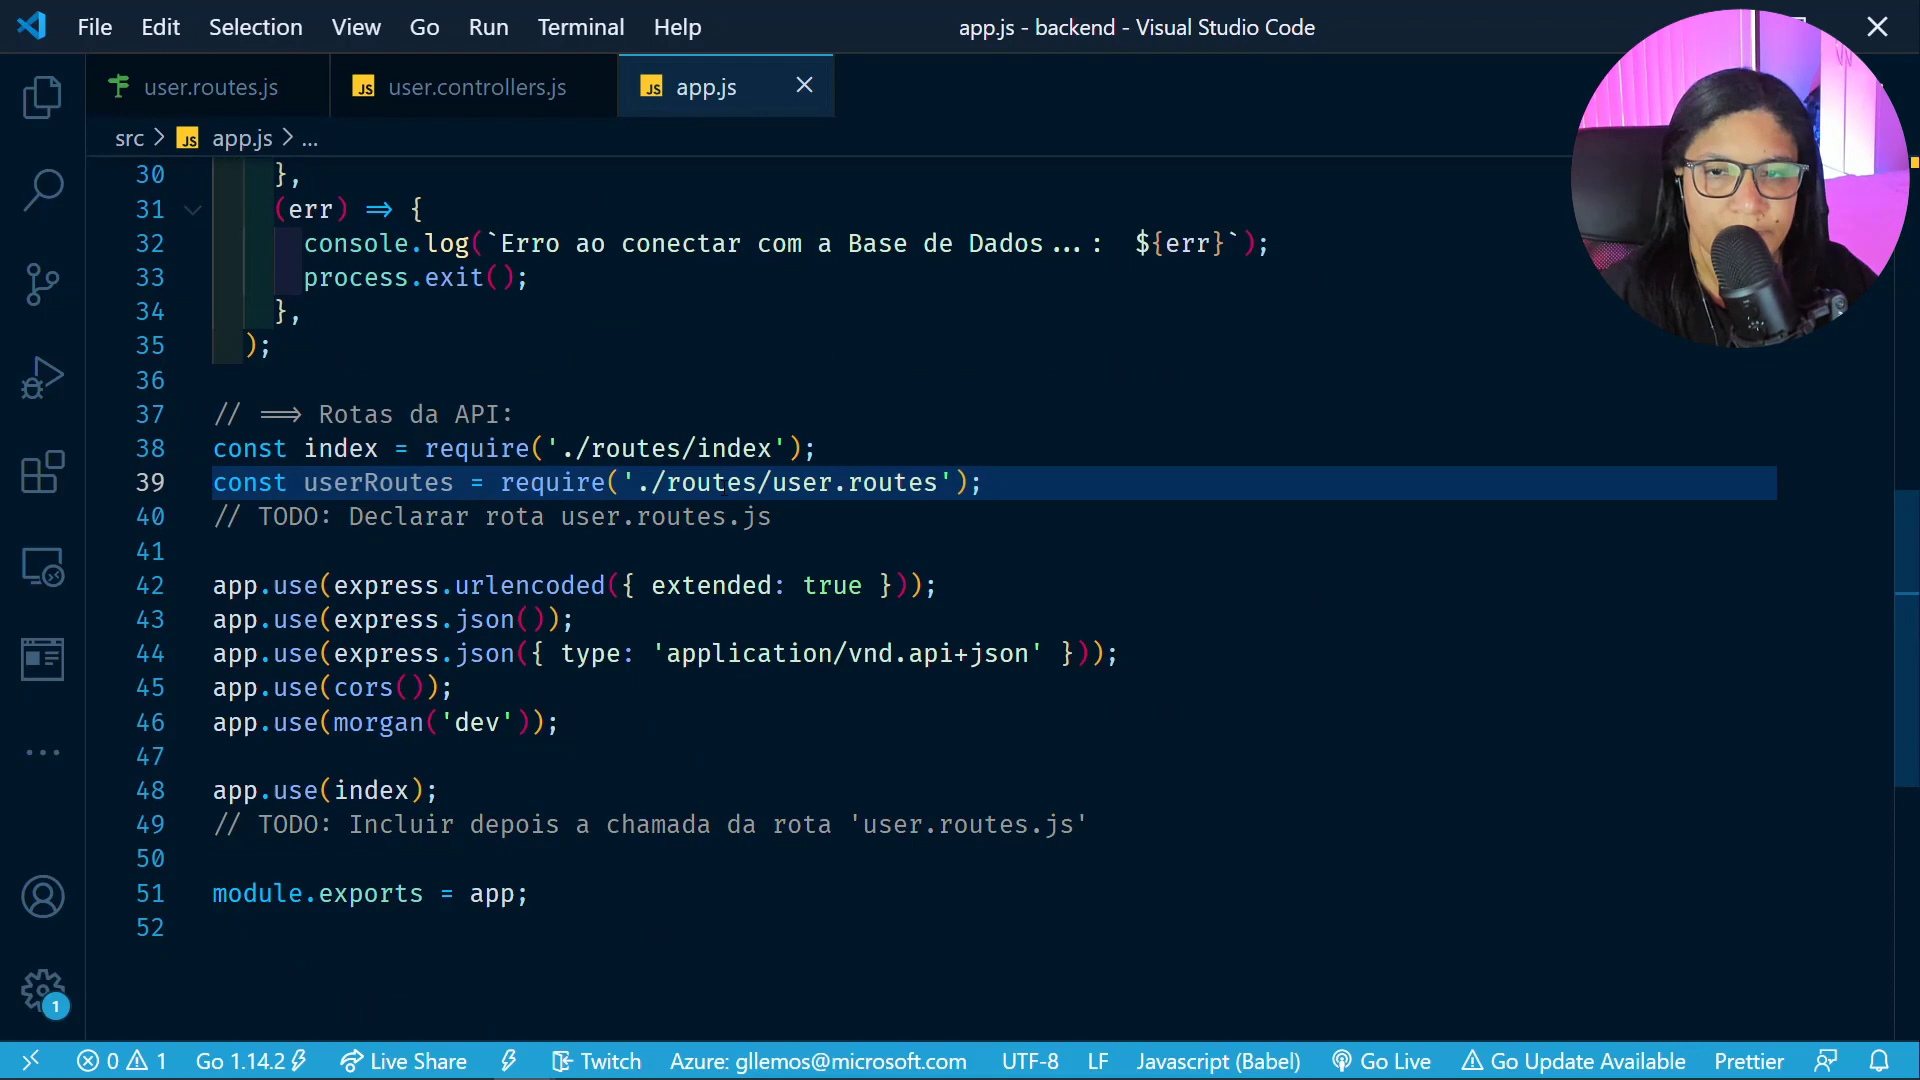 File Edit Selection View Go Run Terminal Help
app.js - backend - Visual Studio Code
user.routes.js
JS user.controllers.js
JS app.js
src > JS app.js > ...
30 },
31 (err) => {
32 console.log(`Erro ao conectar com a Base de Dados...: ${err}`);
33 process.exit();
34 },
35 );
36
37 // ==> Rotas da API:
38 const index = require('./routes/index');
39 const userRoutes = require('./routes/user.routes');
40 // TODO: Declarar rota user.routes.js
41
42 app.use(express.urlencoded({ extended: true }));
43 app.use(express.json());
44 app.use(express.json({ type: 'application/vnd.api+json' }));
45 app.use(cors());
46 app.use(morgan('dev'));
47
48 app.use(index);
49 // TODO: Incluir depois a chamada da rota 'user.routes.js'
50
51 module.exports = app;
52
1
0 1 Go 1.14.2 Live Share Twitch Azure: gllemos@microsoft.com UTF-8 LF Javascript (Babel) Go Live Go Update Available Prettier